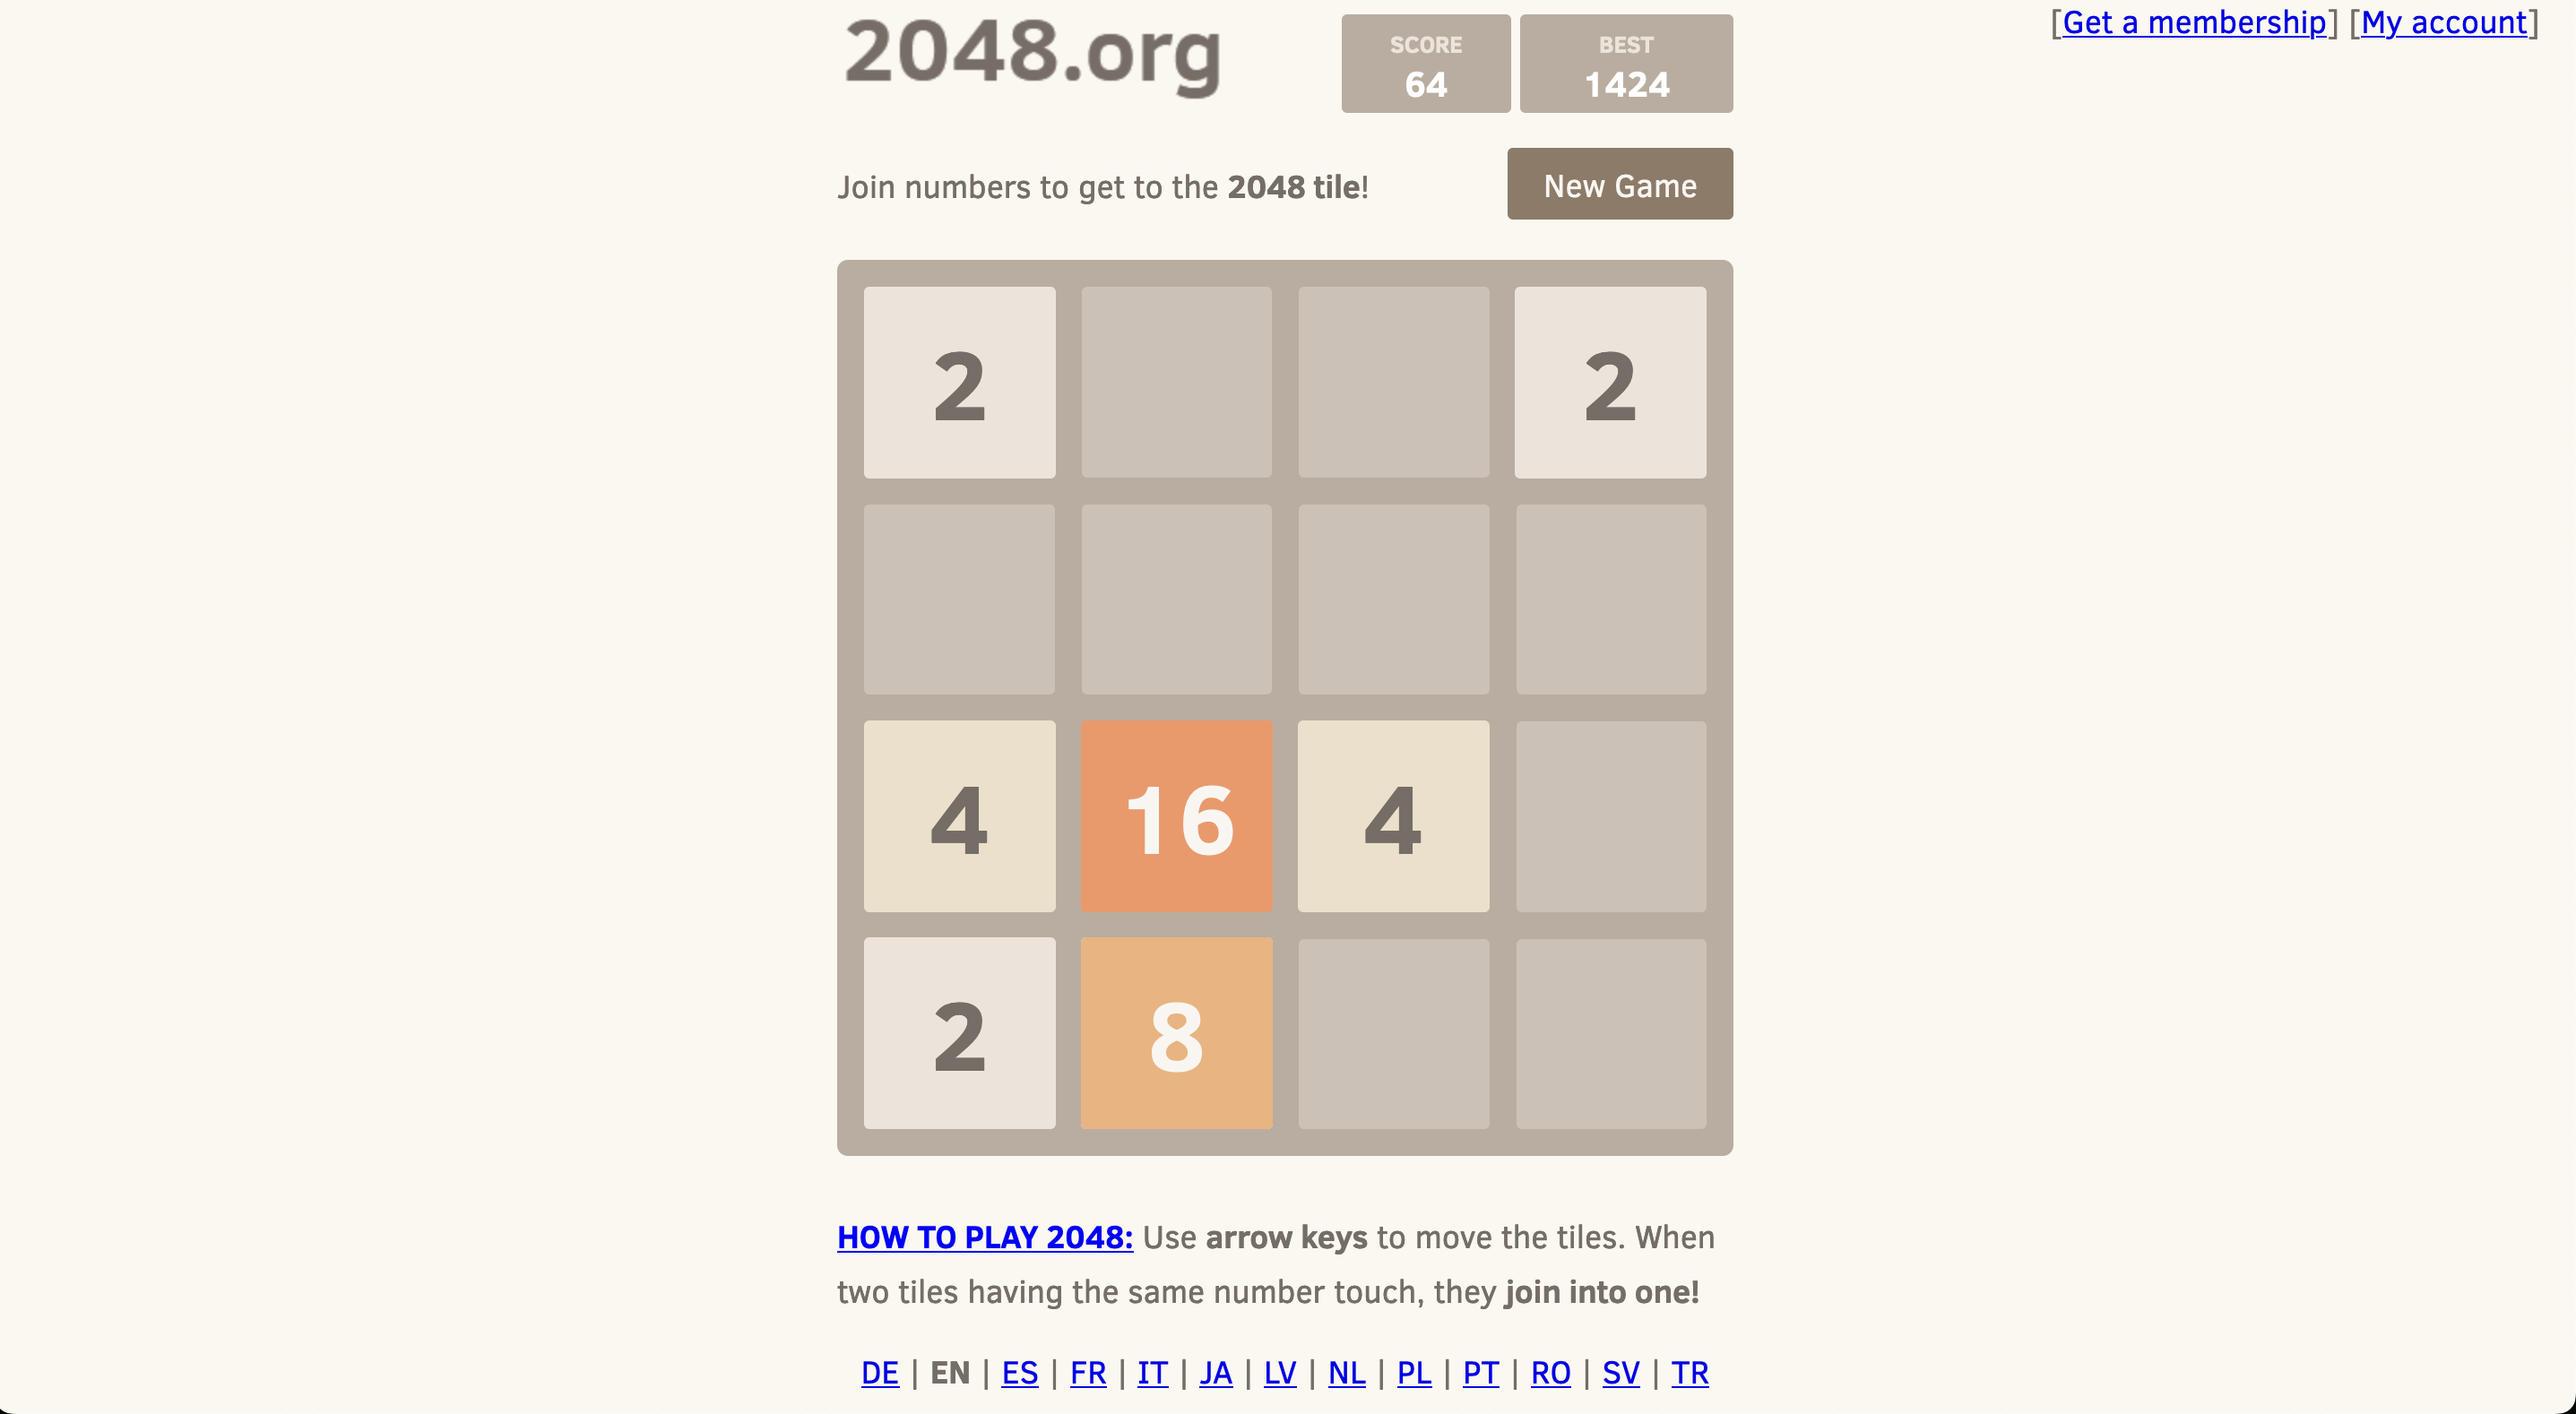 2048.org
SCORE
64
BEST
1424
[Get a membership] [My account]
Join numbers to get to the 2048 tile!
New Game
2 2
4 16 4
2 8
HOW TO PLAY 2048: Use arrow keys to move the tiles. When
two tiles having the same number touch, they join into one!
DE | EN | ES | FR | IT | JA | LV | NL | PL | PT | RO | SV | TR